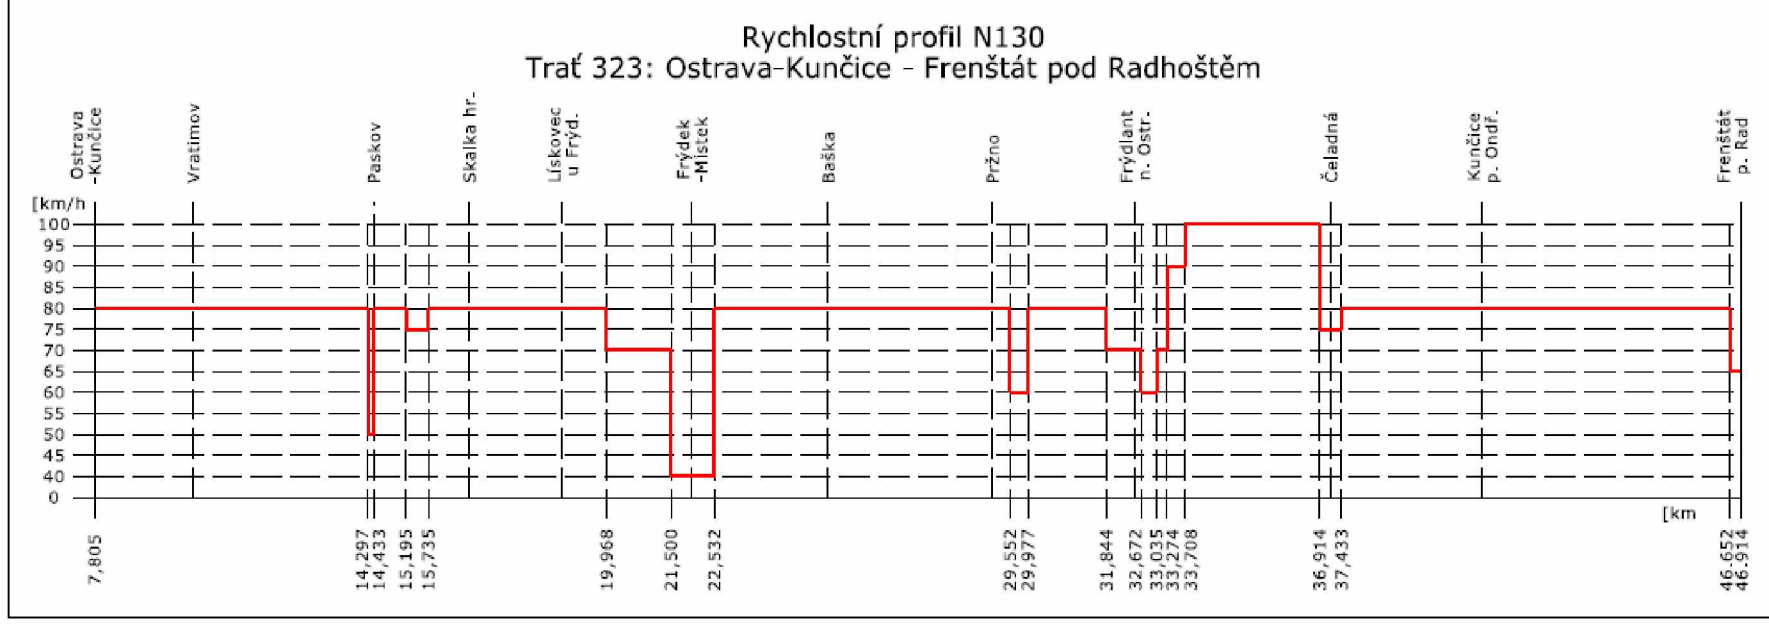 Rychlostní profil N130
Trať 323: Ostrava-Kunčice - Frenštát pod Radhoštěm
Ostrava
-Kunčice
Vratimov
Paskov
Skalka hr.
Lískovec
u Frýd.
Frýdek
-Místek
Baška
Pržno
Frýdlant
n. Ostr.
Čeladná
Kunčice
p. Ondř.
Frenštát
p. Rad
[km/h
100
95
90
85
80
75
70
65
60
55
50
45
40
0
[km
7,805
14,297
14,433
15,195
15,735
19,968
21,500
22,532
29,552
29,977
31,844
32,672
33,035
33,274
33,708
36,914
37,433
46.652
46.914